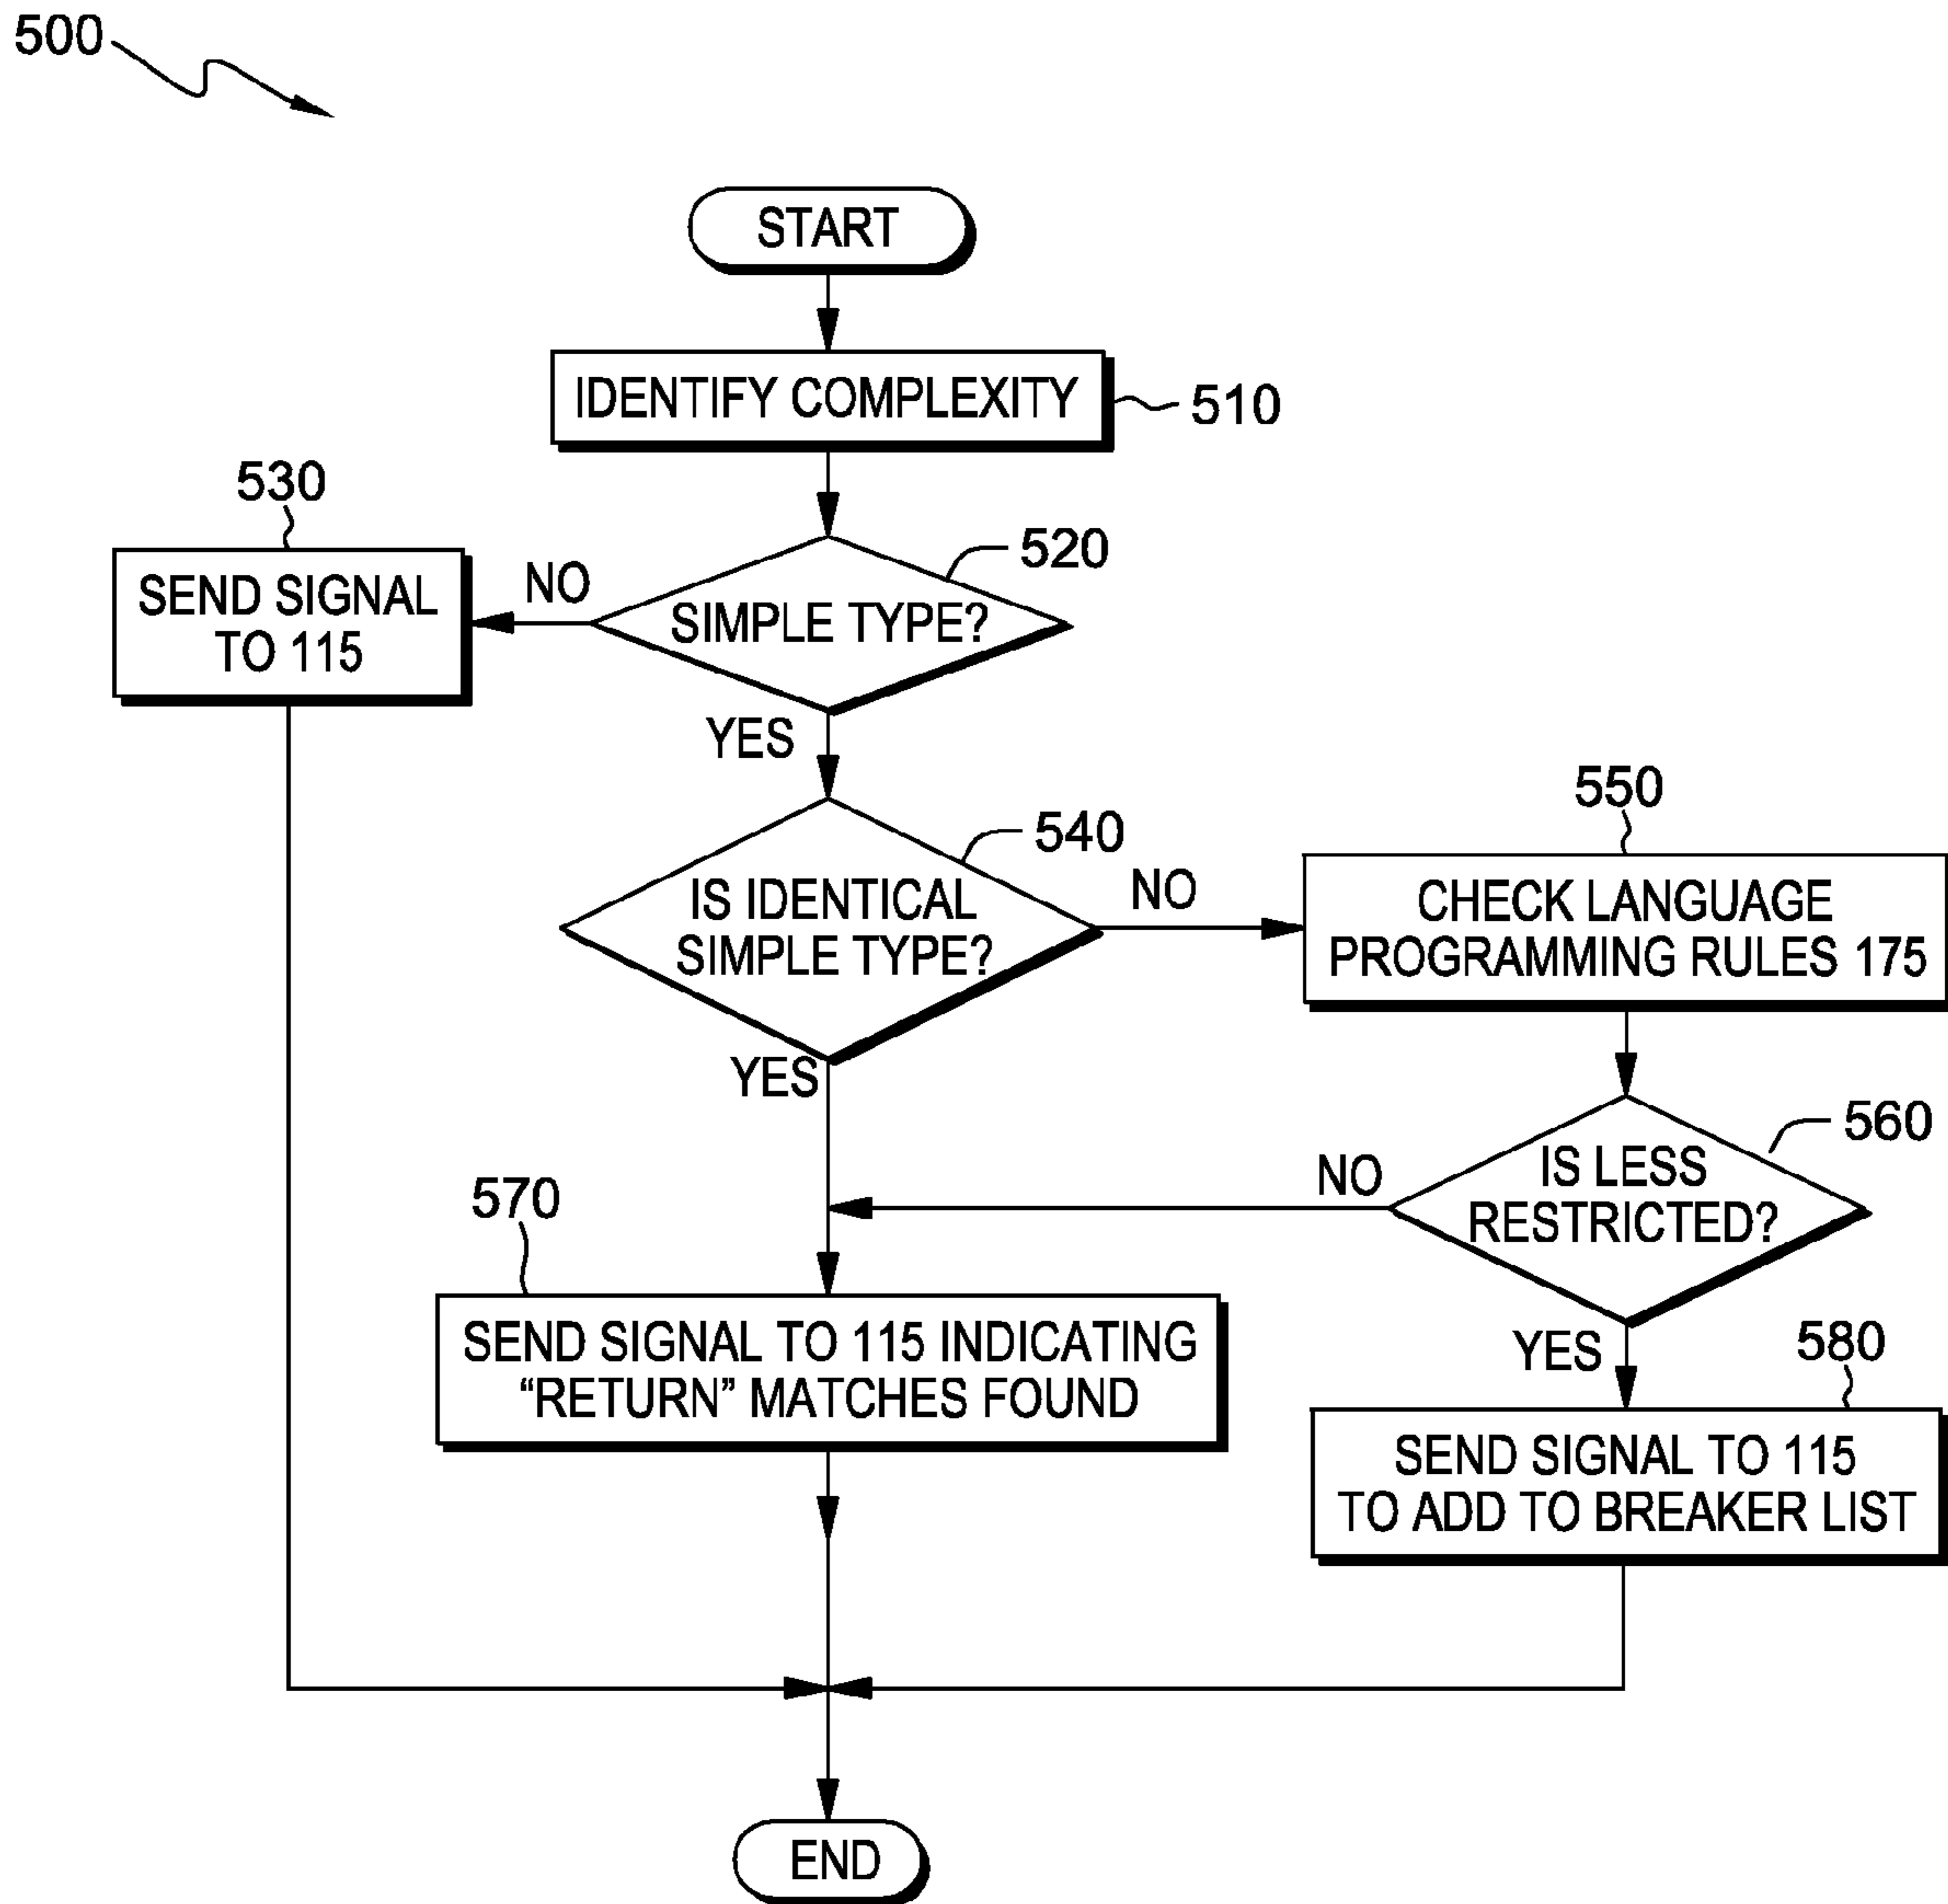 500
START
IDENTIFY COMPLEXITY
510
530
SEND SIGNAL
TO 115
NO
520
SIMPLE TYPE?
YES
540
IS IDENTICAL
SIMPLE TYPE?
NO
550
CHECK LANGUAGE
PROGRAMMING RULES 175
YES
560
IS LESS
RESTRICTED?
NO
570
SEND SIGNAL TO 115 INDICATING
“RETURN” MATCHES FOUND
YES
580
SEND SIGNAL TO 115
TO ADD TO BREAKER LIST
END